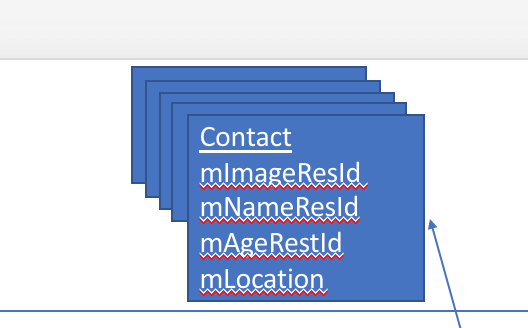 Contact
mImageResId
mNameResId
mAgeRestId
mLocation